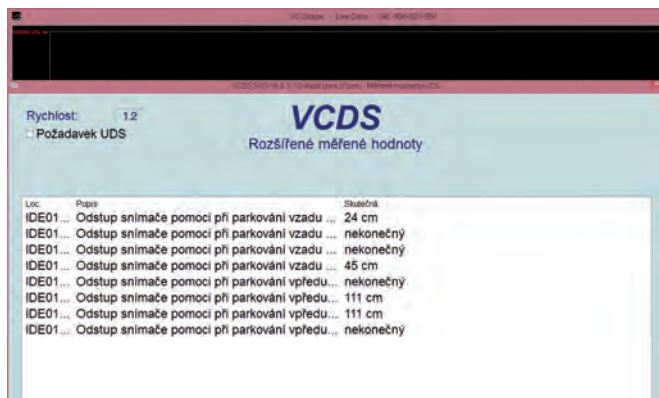 VC-Scope - Live Data -
Rychlost: 1.2
Požadavek UDS
VCDS
Rozšířené měřené hodnoty
Loc. Popis Skutečná
IDE01... Odstup snímače pomoci při parkování vzadu ... 24 cm
IDE01... Odstup snímače pomoci při parkování vzadu ... nekonečný
IDE01... Odstup snímače pomoci při parkování vzadu ... nekonečný
IDE01... Odstup snímače pomoci při parkování vzadu ... 45 cm
IDE01... Odstup snímače pomoci při parkování vpředu... nekonečný
IDE01... Odstup snímače pomoci při parkování vpředu... 111 cm
IDE01... Odstup snímače pomoci při parkování vpředu... 111 cm
IDE01... Odstup snímače pomoci při parkování vpředu... nekonečný